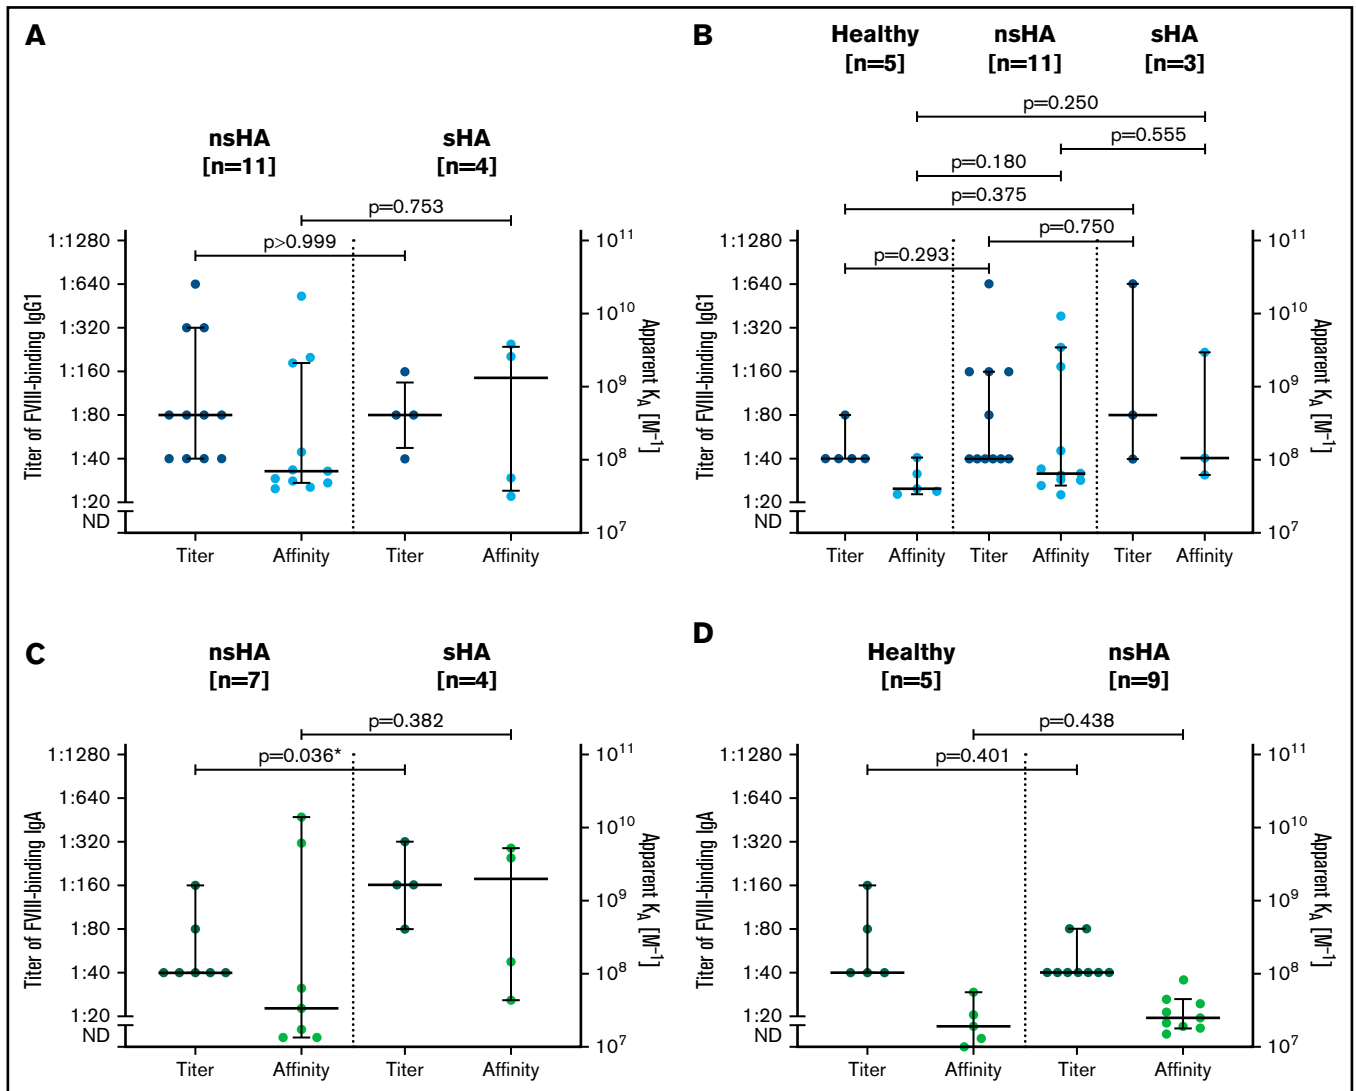 A
nsHA
[n=11]
sHA
[n=4]
p=0.753
p>0.999
Titer of FVIII-binding IgG1
1:1280
1:640
1:320
1:160
1:80
1:40
1:20
ND
10¹¹
10¹⁰
10⁹
10⁸
10⁷
Apparent K_A [M⁻¹]
Titer
Affinity
Titer
Affinity
B
Healthy
[n=5]
nsHA
[n=11]
sHA
[n=3]
p=0.250
p=0.555
p=0.180
p=0.375
p=0.750
p=0.293
Titer of FVIII-binding IgG1
1:1280
1:640
1:320
1:160
1:80
1:40
1:20
ND
10¹¹
10¹⁰
10⁹
10⁸
10⁷
Apparent K_A [M⁻¹]
Titer
Affinity
Titer
Affinity
Titer
Affinity
C
nsHA
[n=7]
sHA
[n=4]
p=0.382
p=0.036*
Titer of FVIII-binding IgA
1:1280
1:640
1:320
1:160
1:80
1:40
1:20
ND
10¹¹
10¹⁰
10⁹
10⁸
10⁷
Apparent K_A [M⁻¹]
Titer
Affinity
Titer
Affinity
D
Healthy
[n=5]
nsHA
[n=9]
p=0.438
p=0.401
Titer of FVIII-binding IgA
1:1280
1:640
1:320
1:160
1:80
1:40
1:20
ND
10¹¹
10¹⁰
10⁹
10⁸
10⁷
Apparent K_A [M⁻¹]
Titer
Affinity
Titer
Affinity